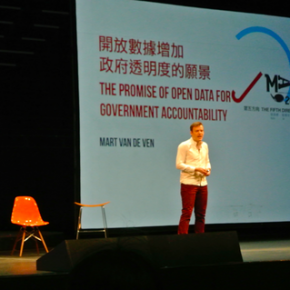 開放數據增加
政府透明度的願景
THE PROMISE OF OPEN DATA FOR
GOVERNMENT ACCOUNTABILITY
MART VAN DE VEN